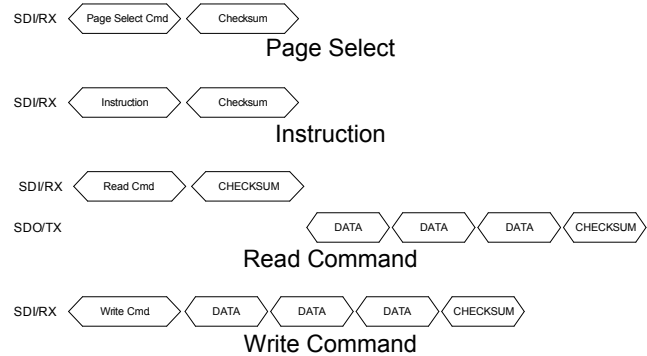 SDI/RX Page Select Cmd Checksum
Page Select
SDI/RX Instruction Checksum
Instruction
SDI/RX Read Cmd CHECKSUM
SDO/TX DATA DATA DATA CHECKSUM
Read Command
SDI/RX Write Cmd DATA DATA DATA CHECKSUM
Write Command